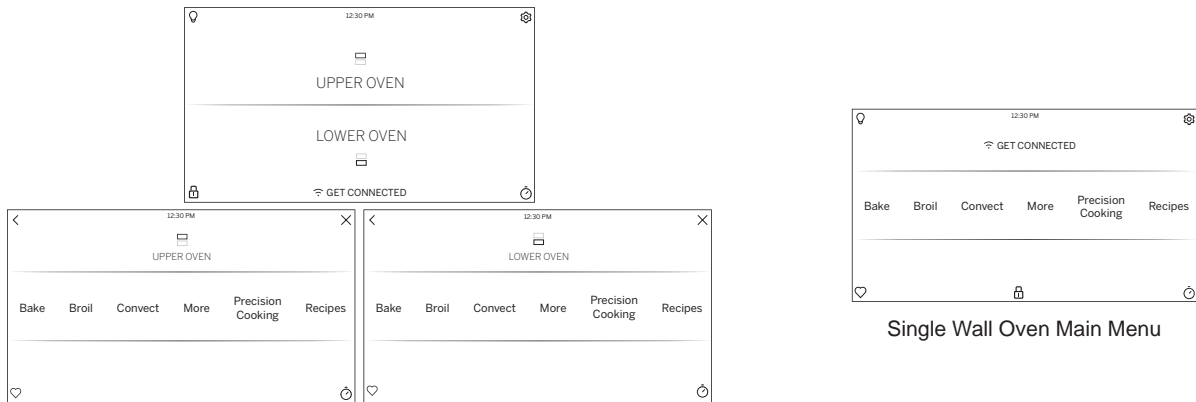 12:30 PM
UPPER OVEN
LOWER OVEN
GET CONNECTED
12:30 PM
UPPER OVEN
Bake Broil Convect More Precision Cooking Recipes
12:30 PM
LOWER OVEN
Bake Broil Convect More Precision Cooking Recipes
12:30 PM
GET CONNECTED
Bake Broil Convect More Precision Cooking Recipes
Single Wall Oven Main Menu